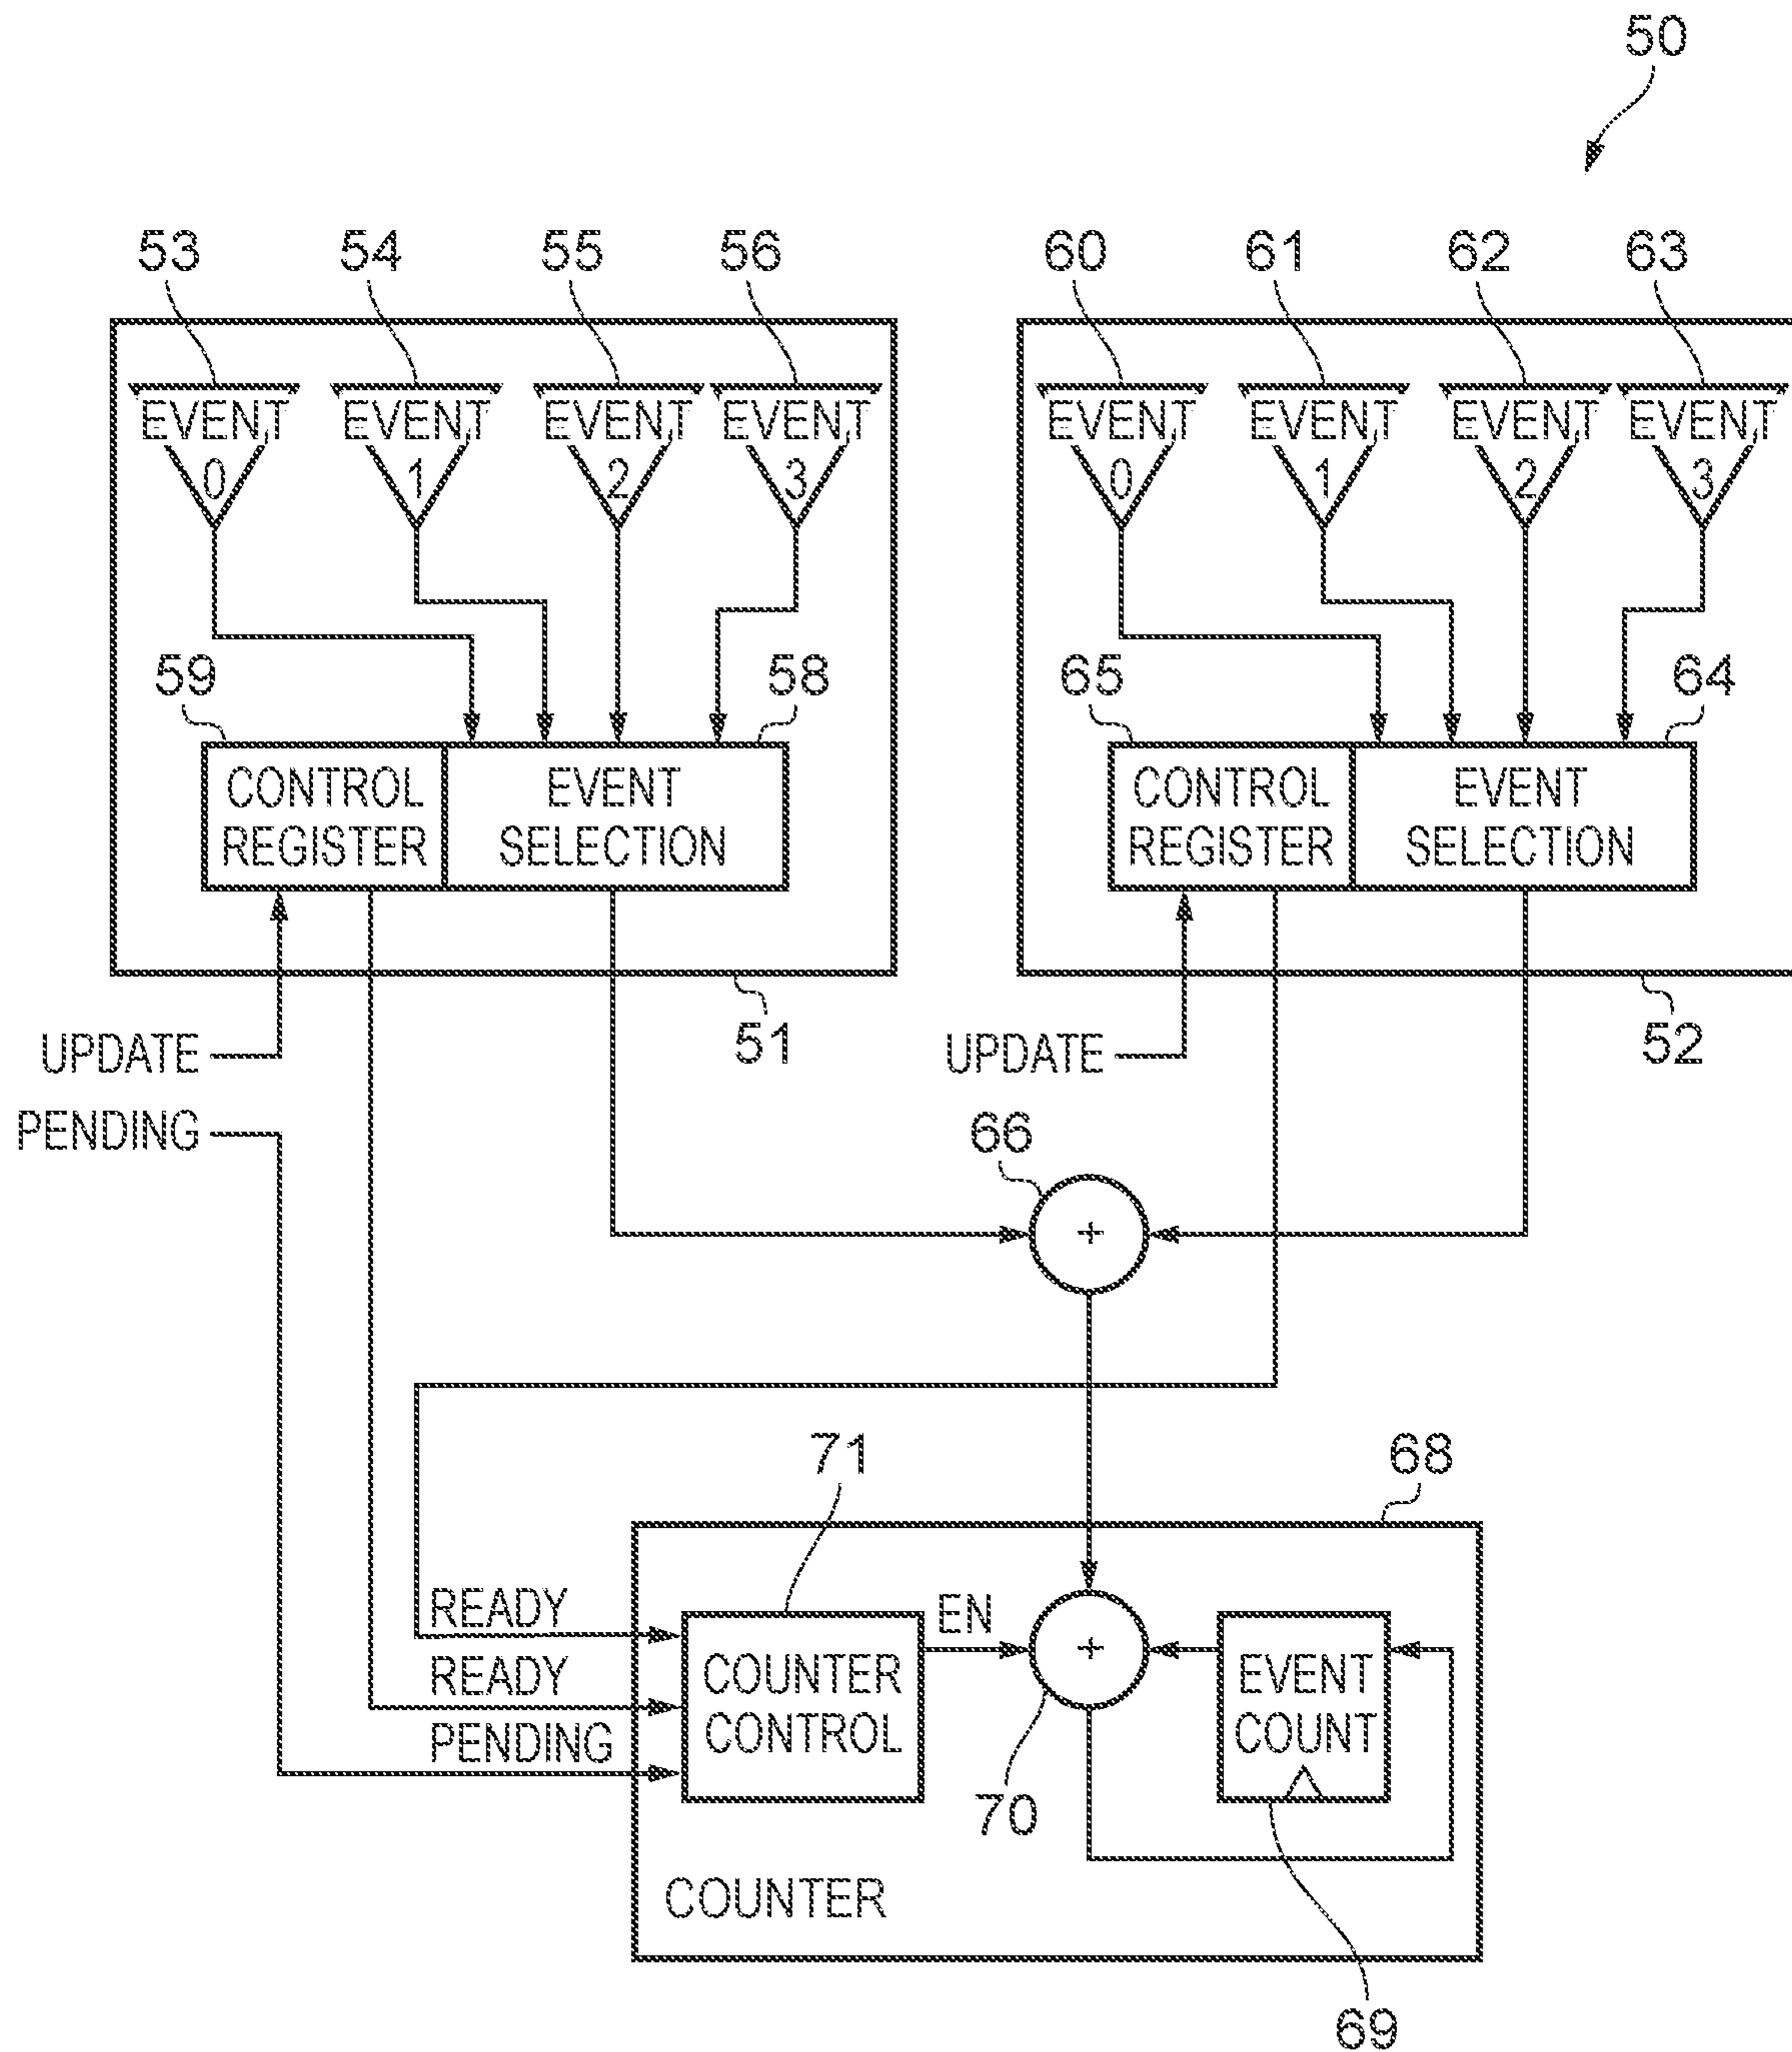 50
53 54 55 56 60 61 62 63
EVENT 0
EVENT 1
EVENT 2
EVENT 3
EVENT 0
EVENT 1
EVENT 2
EVENT 3
59 58 65 64
CONTROL REGISTER
EVENT SELECTION
CONTROL REGISTER
EVENT SELECTION
51 52
UPDATE
UPDATE
PENDING
66
+
71 68
READY
READY
PENDING
COUNTER CONTROL
EN
+
EVENT COUNT
70
COUNTER
69